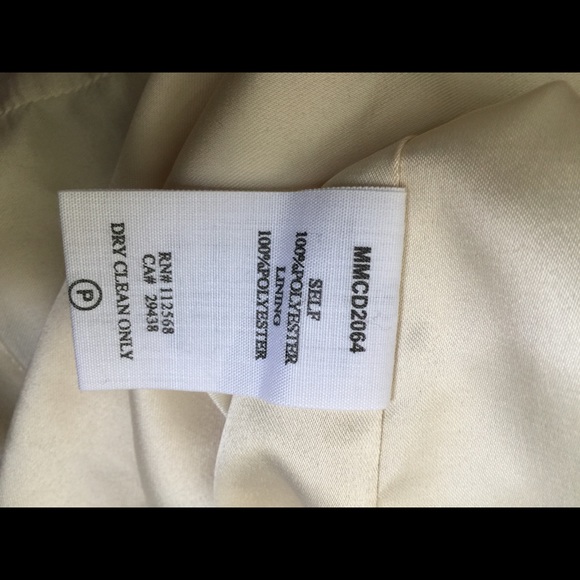 MMCD2064
SELF
100%POLYESTER
LINING
100%POLYESTER
RN# 112568
CA# 29438
DRY CLEAN ONLY
P